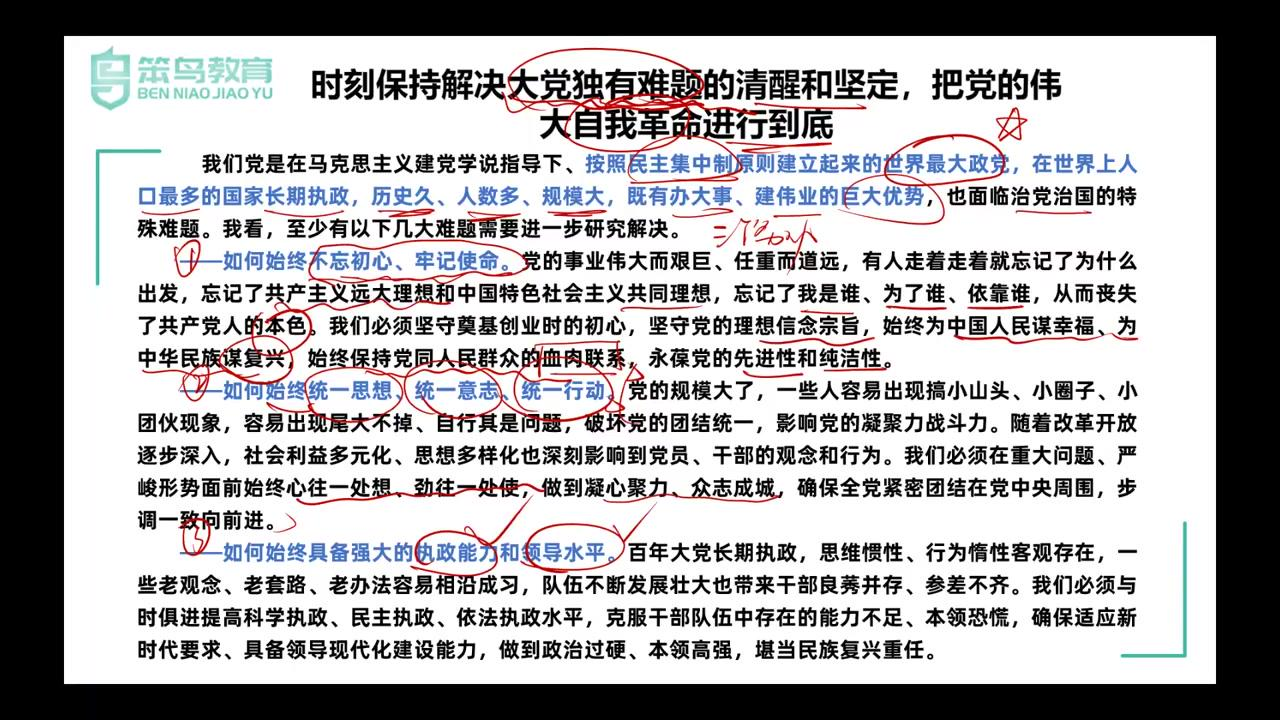 笨鸟教育
BEN NIAO JIAO YU
时刻保持解决大党独有难题的清醒和坚定，把党的伟
大自我革命进行到底
我们党是在马克思主义建党学说指导下、按照民主集中制原则建立起来的世界最大政党，在世界上人
口最多的国家长期执政，历史久、人数多、规模大，既有办大事、建伟业的巨大优势，也面临治党治国的特
殊难题。我看，至少有以下几大难题需要进一步研究解决。
①
——如何始终不忘初心、牢记使命。党的事业伟大而艰巨、任重而道远，有人走着走着就忘记了为什么
出发，忘记了共产主义远大理想和中国特色社会主义共同理想，忘记了我是谁、为了谁、依靠谁，从而丧失
了共产党人的本色。我们必须坚守奠基创业时的初心，坚守党的理想信念宗旨，始终为中国人民谋幸福、为
中华民族谋复兴，始终保持党同人民群众的血肉联系，永葆党的先进性和纯洁性。
②
——如何始终统一思想、统一意志、统一行动。党的规模大了，一些人容易出现搞小山头、小圈子、小
团伙现象，容易出现尾大不掉、自行其是问题，破坏党的团结统一，影响党的凝聚力战斗力。随着改革开放
逐步深入，社会利益多元化、思想多样化也深刻影响到党员、干部的观念和行为。我们必须在重大问题、严
峻形势面前始终心往一处想、劲往一处使，做到凝心聚力、众志成城，确保全党紧密团结在党中央周围，步
调一致向前进。
③
——如何始终具备强大的执政能力和领导水平。百年大党长期执政，思维惯性、行为惰性客观存在，一
些老观念、老套路、老办法容易相沿成习，队伍不断发展壮大也带来干部良莠并存、参差不齐。我们必须与
时俱进提高科学执政、民主执政、依法执政水平，克服干部队伍中存在的能力不足、本领恐慌，确保适应新
时代要求、具备领导现代化建设能力，做到政治过硬、本领高强，堪当民族复兴重任。